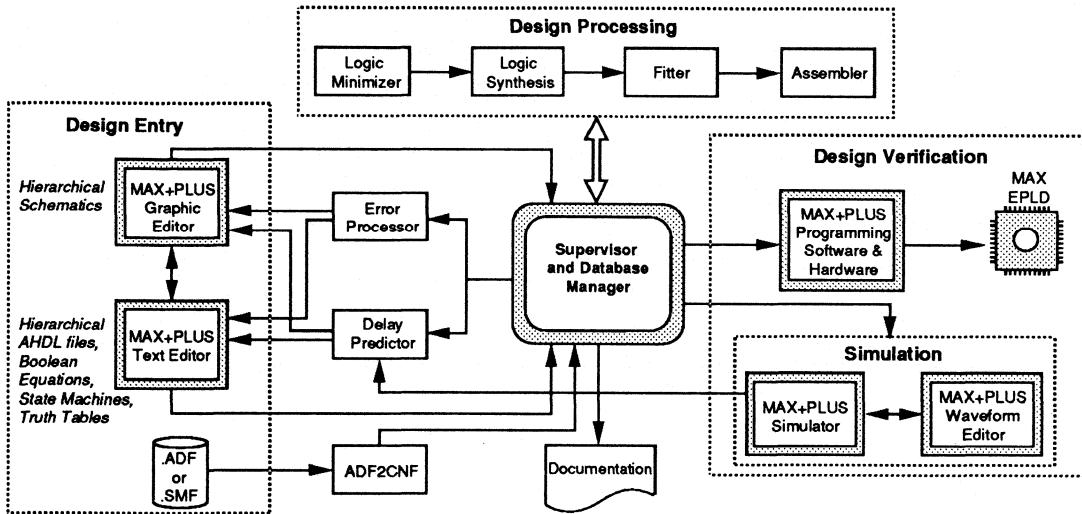 Design Processing
Logic
Minimizer
Logic
Synthesis
Fitter
Assembler
Design Entry
Hierarchical
Schematics
MAX+PLUS
Graphic
Editor
Error
Processor
Supervisor
and Database
Manager
Design Verification
MAX+PLUS
Programming
Software &
Hardware
MAX
EPLD
Hierarchical
AHDL files,
Boolean
Equations,
State Machines,
Truth Tables
MAX+PLUS
Text Editor
Delay
Predictor
Simulation
MAX+PLUS
Simulator
MAX+PLUS
Waveform
Editor
.ADF
or
.SMF
ADF2CNF
Documentation